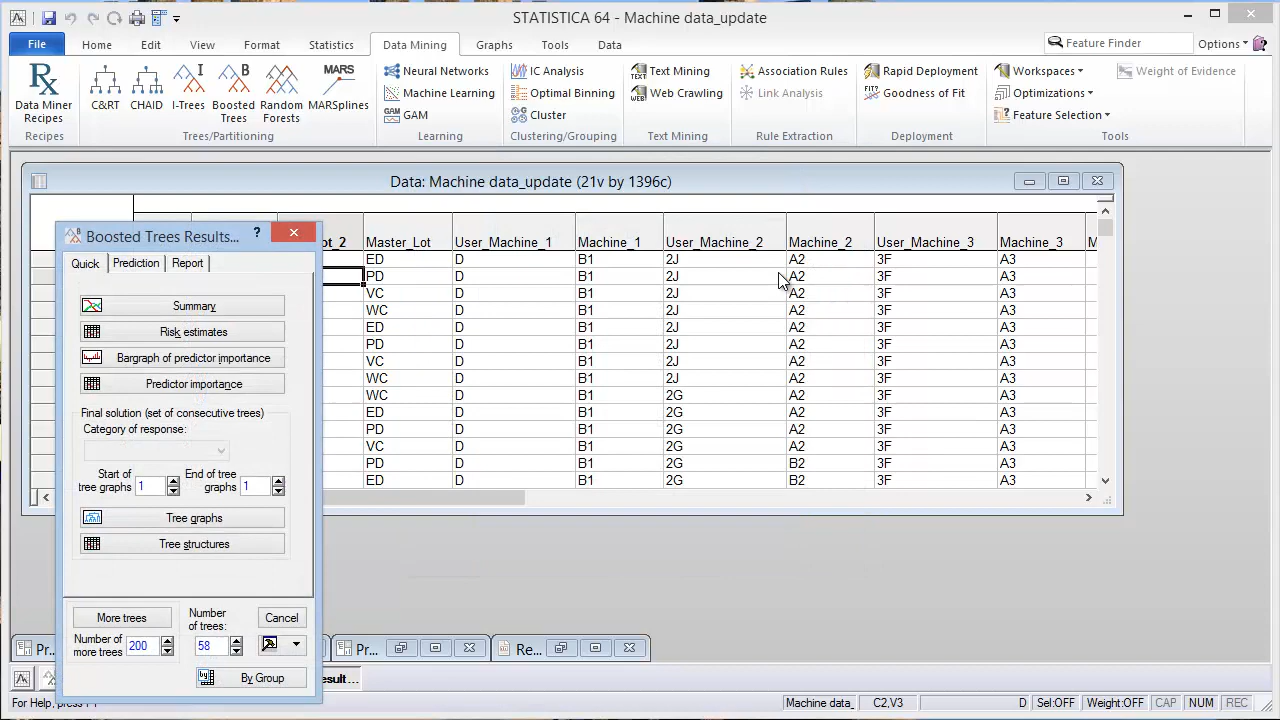 STATISTICA 64 - Machine data_update
File Home Edit View Format Statistics Data Mining Graphs Tools Data Feature Finder Options
Data Miner Recipes C&RT CHAID I-Trees Boosted Trees Random Forests MARSplines
Neural Networks IC Analysis Text Mining Association Rules Rapid Deployment Workspaces Weight of Evidence
Machine Learning Optimal Binning Web Crawling Link Analysis Goodness of Fit Optimizations
GAM Cluster Feature Selection
Recipes Trees/Partitioning Learning Clustering/Grouping Text Mining Rule Extraction Deployment Tools
Data: Machine data_update (21v by 1396c)
ot_2 Master_Lot User_Machine_1 Machine_1 User_Machine_2 Machine_2 User_Machine_3 Machine_3 M
ED D B1 2J A2 3F A3
PD D B1 2J A2 3F A3
VC D B1 2J A2 3F A3
WC D B1 2J A2 3F A3
ED D B1 2J A2 3F A3
PD D B1 2J A2 3F A3
VC D B1 2J A2 3F A3
WC D B1 2J A2 3F A3
WC D B1 2G A2 3F A3
ED D B1 2G A2 3F A3
PD D B1 2G A2 3F A3
VC D B1 2G A2 3F A3
PD D B1 2G B2 3F A3
ED D B1 2G B2 3F A3
Boosted Trees Results... ?
Quick Prediction Report
Summary
Risk estimates
Bargraph of predictor importance
Predictor importance
Final solution (set of consecutive trees)
Category of response:
Start of tree graphs 1 End of tree graphs 1
Tree graphs
Tree structures
More trees Number of trees: Cancel
Number of more trees 200 58
By Group
Pr... Pr... Re...
result...
For Help, press F1 Machine data_ C2,V3 D Sel:OFF Weight:OFF CAP NUM REC